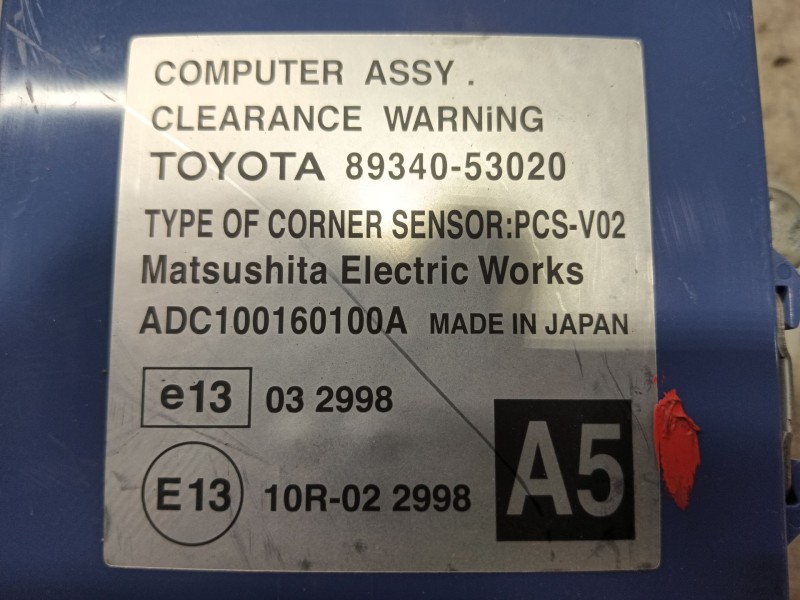 COMPUTER ASSY.
CLEARANCE WARNiNG
TOYOTA 89340-53020
TYPE OF CORNER SENSOR:PCS-V02
Matsushita Electric Works
ADC100160100A MADE IN JAPAN
e13 03 2998
E13 10R-02 2998
A5